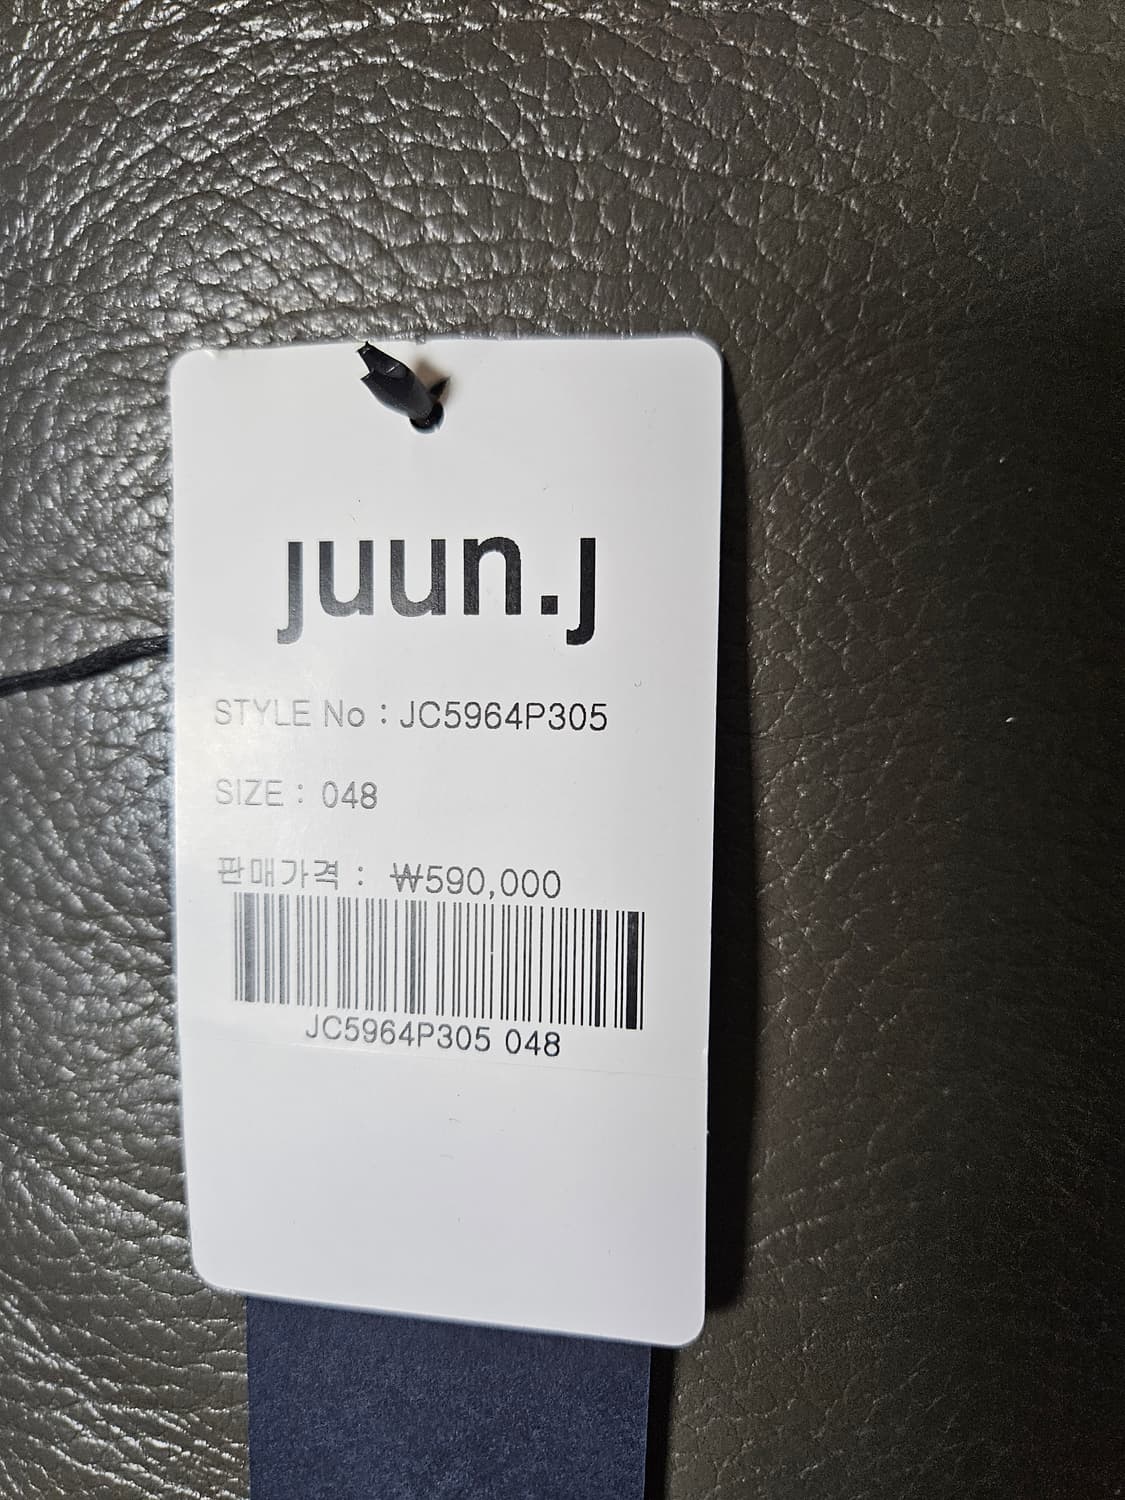 juun.j
STYLE No : JC5964P305
SIZE : 048
판매가격 : ₩590,000
JC5964P305 048